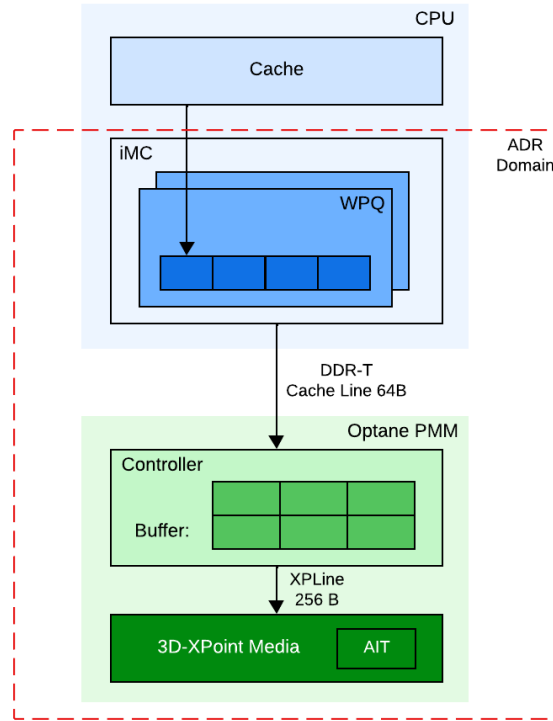 CPU
Cache
ADR
Domain
iMC
WPQ
DDR-T
Cache Line 64B
Optane PMM
Controller
Buffer:
XPLine
256 B
3D-XPoint Media
AIT